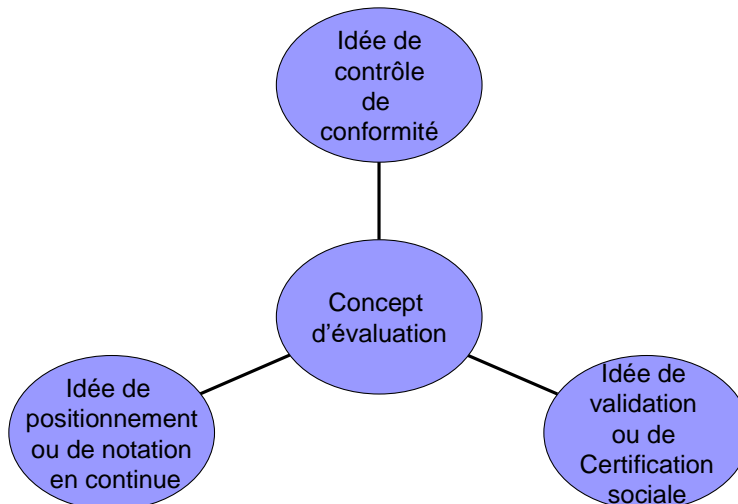 Idée de
contrôle
de
conformité
Concept
d’évaluation
Idée de
positionnement
ou de notation
en continue
Idée de
validation
ou de
Certification
sociale